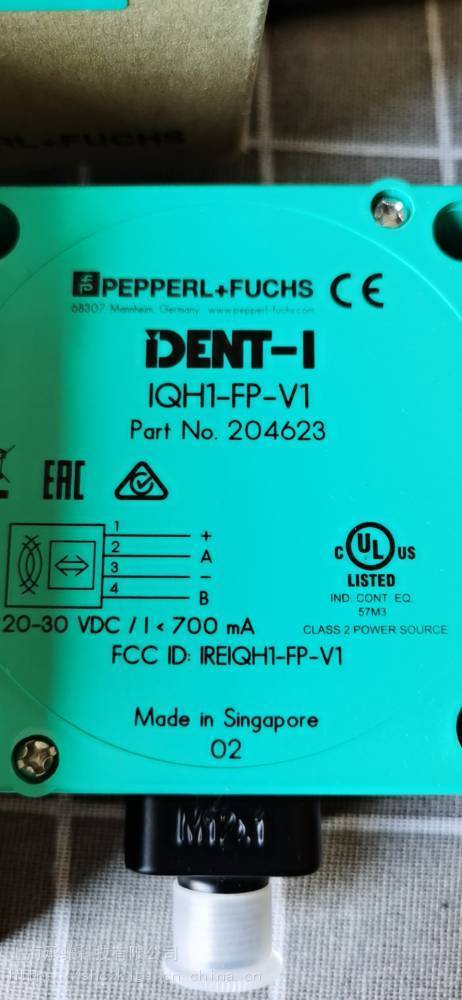 ERL+FUCHS
PEPPERL+FUCHS CE
68307 Mannheim, Germany www.pepperl-fuchs.com
IDENT-I
IQH1-FP-V1
Part No. 204623
EAC
1 +
2 A
3 −
4 B
C UL US
LISTED
IND. CONT. EQ.
57M3
20-30 VDC / I < 700 mA
CLASS 2 POWER SOURCE
FCC ID: IREIQH1-FP-V1
Made in Singapore
02